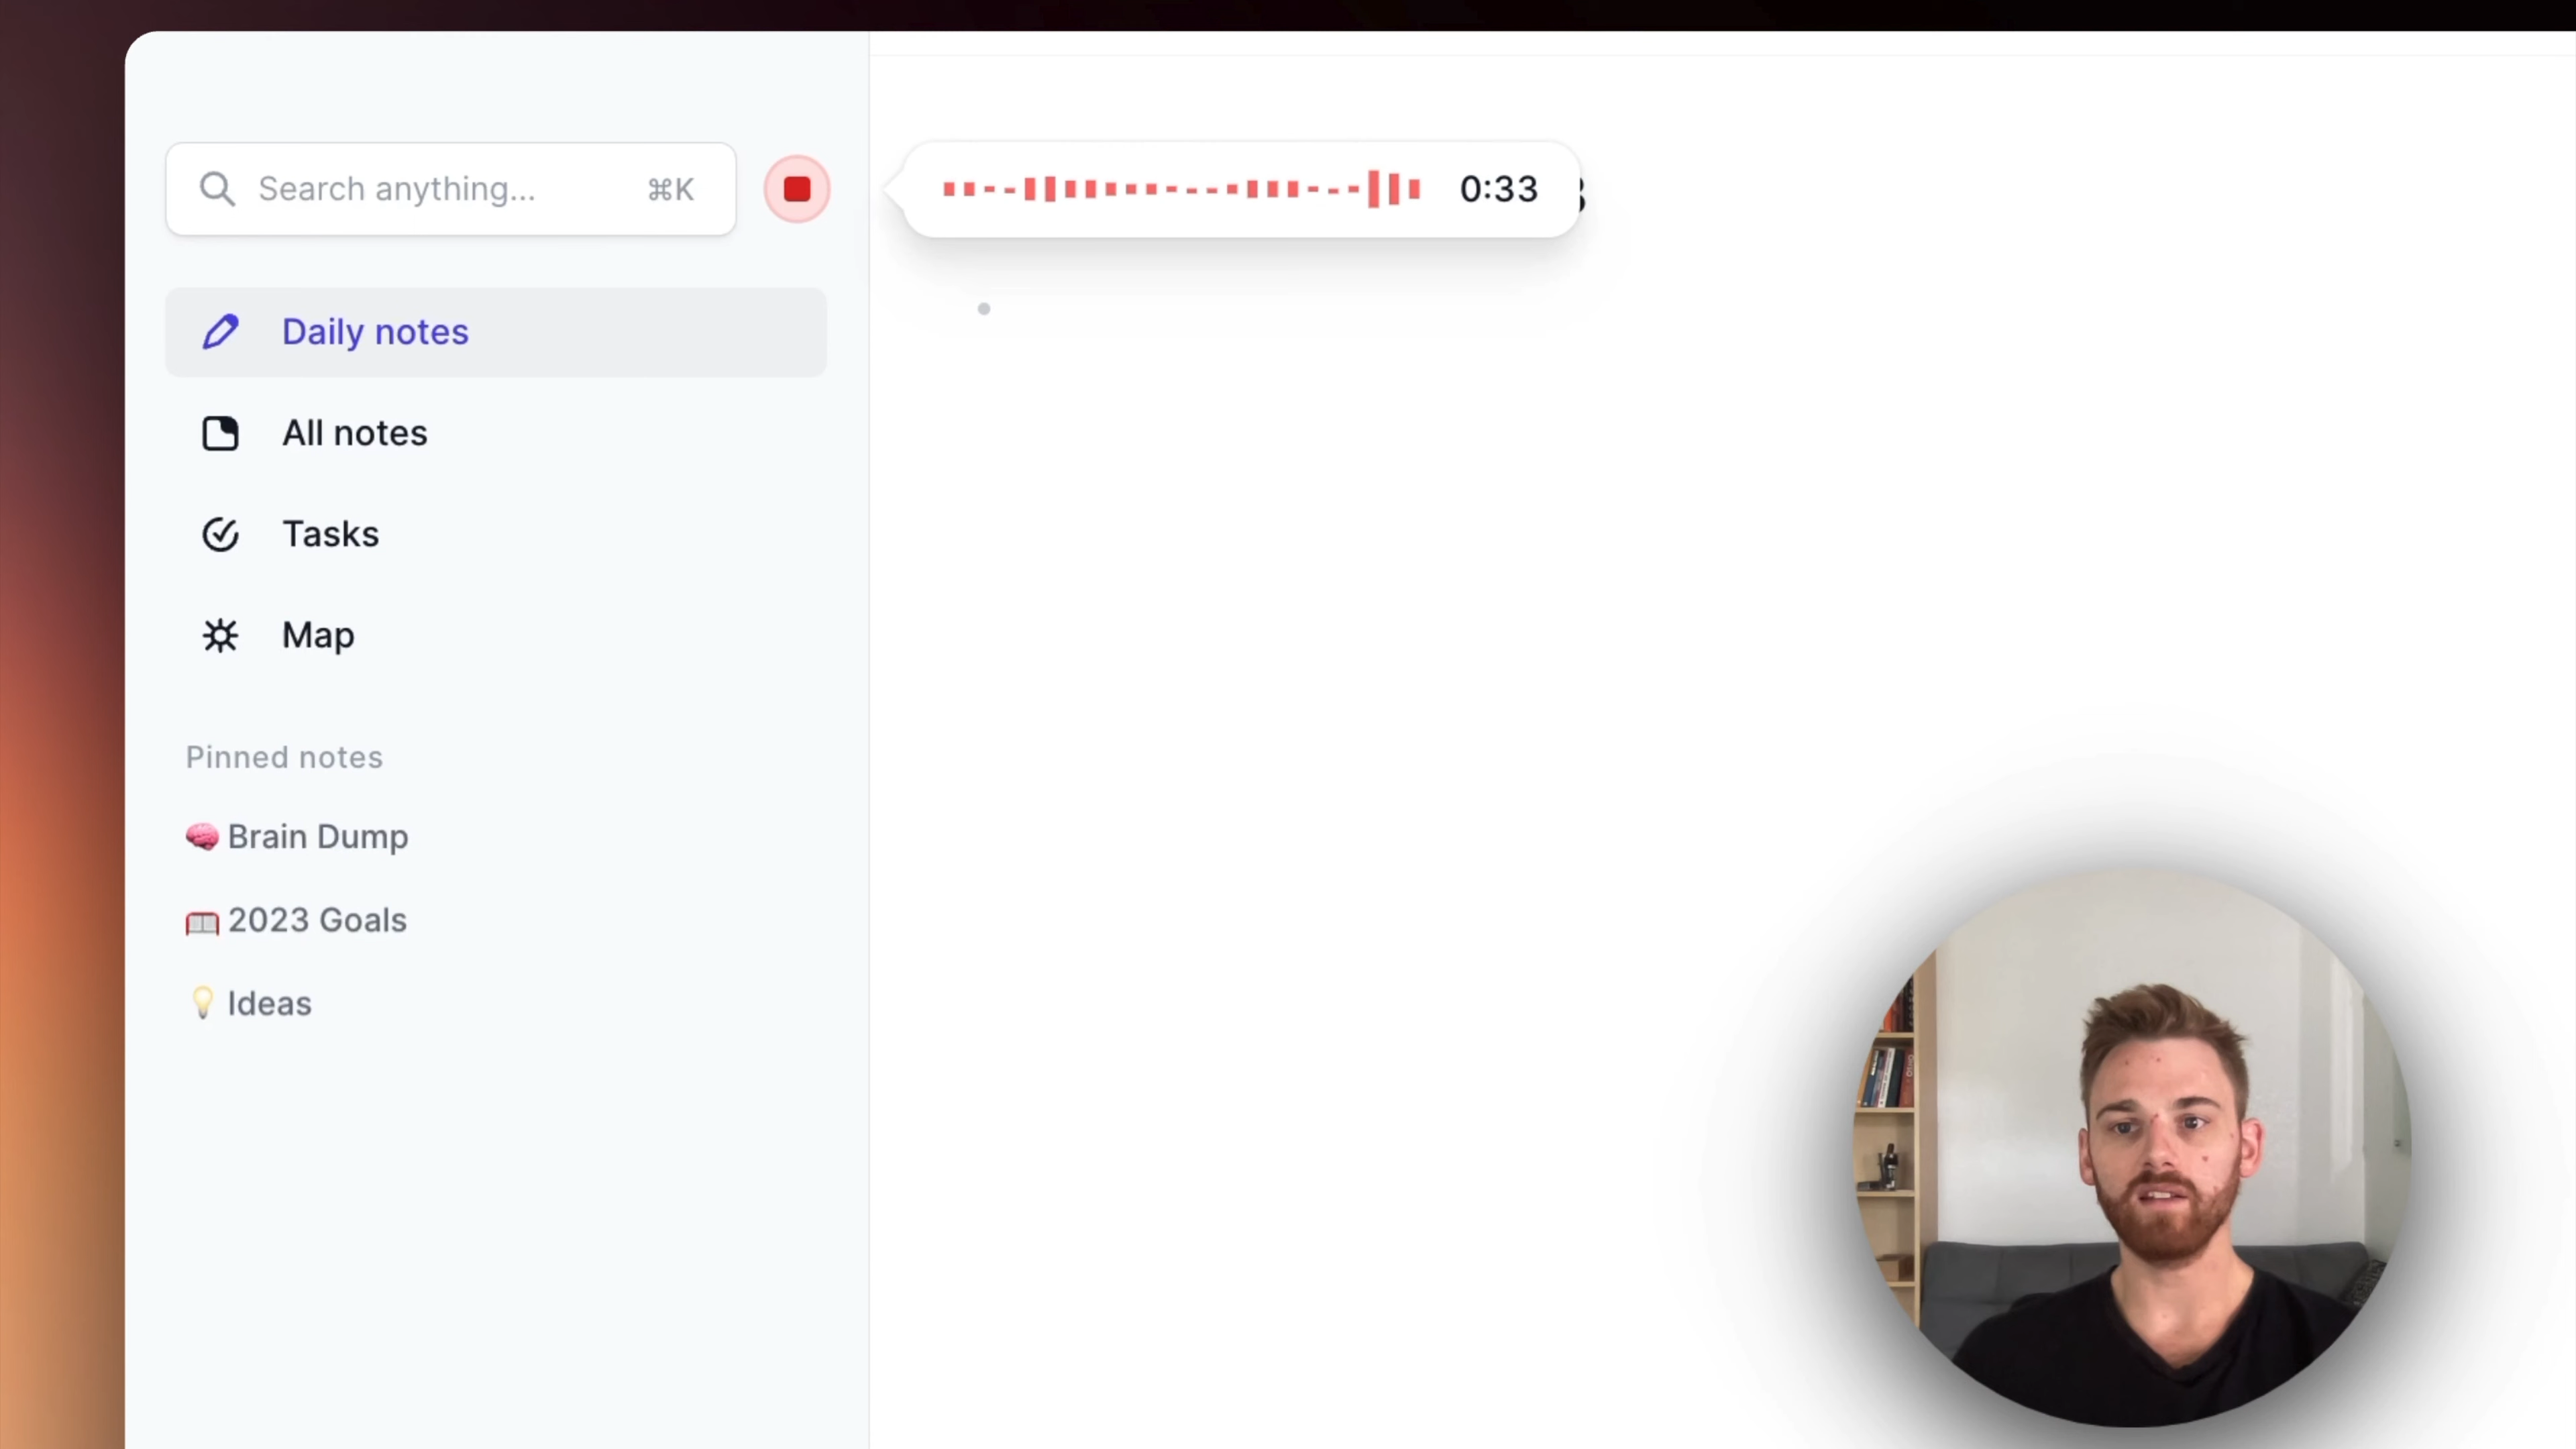 Search anything... ⌘K
0:33
Daily notes
All notes
Tasks
Map
Pinned notes
🧠 Brain Dump
🥅 2023 Goals
💡 Ideas